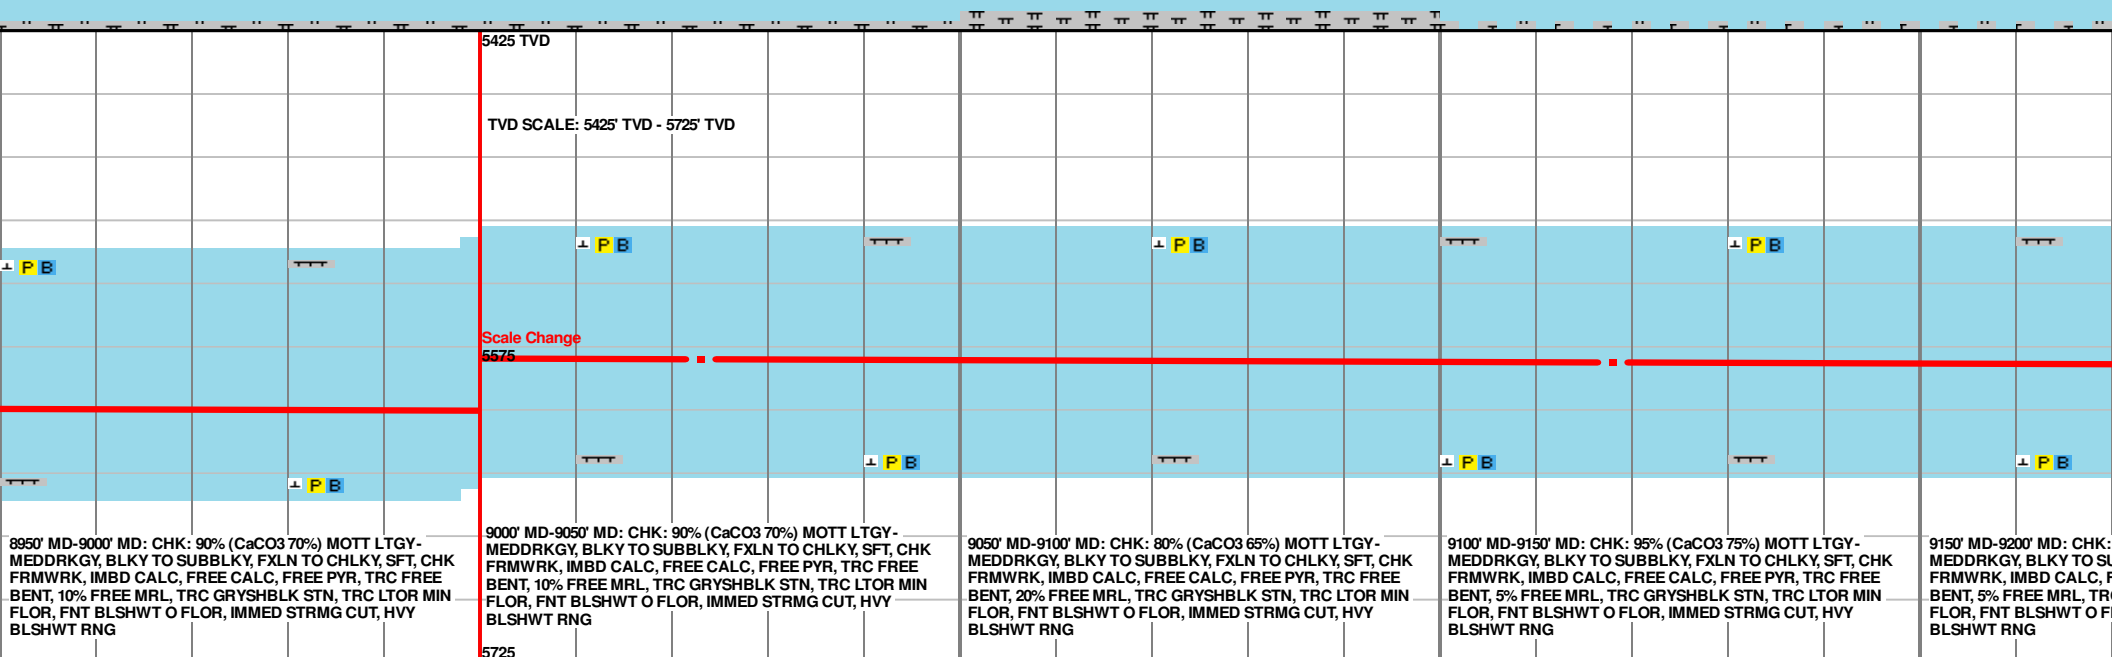 5425 TVD
TVD SCALE: 5425' TVD - 5725' TVD
P B
P B
P B
P B
Scale Change
5575
P B
P B
P B
P B
8950' MD-9000' MD: CHK: 90% (CaCO3 70%) MOTT LTGY-
MEDDRKGY, BLKY TO SUBBLKY, FXLN TO CHLKY, SFT, CHK
FRMWRK, IMBD CALC, FREE CALC, FREE PYR, TRC FREE
BENT, 10% FREE MRL, TRC GRYSHBLK STN, TRC LTOR MIN
FLOR, FNT BLSHWT O FLOR, IMMED STRMG CUT, HVY
BLSHWT RNG
9000' MD-9050' MD: CHK: 90% (CaCO3 70%) MOTT LTGY-
MEDDRKGY, BLKY TO SUBBLKY, FXLN TO CHLKY, SFT, CHK
FRMWRK, IMBD CALC, FREE CALC, FREE PYR, TRC FREE
BENT, 10% FREE MRL, TRC GRYSHBLK STN, TRC LTOR MIN
FLOR, FNT BLSHWT O FLOR, IMMED STRMG CUT, HVY
BLSHWT RNG
5725
9050' MD-9100' MD: CHK: 80% (CaCO3 65%) MOTT LTGY-
MEDDRKGY, BLKY TO SUBBLKY, FXLN TO CHLKY, SFT, CHK
FRMWRK, IMBD CALC, FREE CALC, FREE PYR, TRC FREE
BENT, 20% FREE MRL, TRC GRYSHBLK STN, TRC LTOR MIN
FLOR, FNT BLSHWT O FLOR, IMMED STRMG CUT, HVY
BLSHWT RNG
9100' MD-9150' MD: CHK: 95% (CaCO3 75%) MOTT LTGY-
MEDDRKGY, BLKY TO SUBBLKY, FXLN TO CHLKY, SFT, CHK
FRMWRK, IMBD CALC, FREE CALC, FREE PYR, TRC FREE
BENT, 5% FREE MRL, TRC GRYSHBLK STN, TRC LTOR MIN
FLOR, FNT BLSHWT O FLOR, IMMED STRMG CUT, HVY
BLSHWT RNG
9150' MD-9200' MD: CHK:
MEDDRKGY, BLKY TO SU
FRMWRK, IMBD CALC, F
BENT, 5% FREE MRL, TR
FLOR, FNT BLSHWT O F
BLSHWT RNG